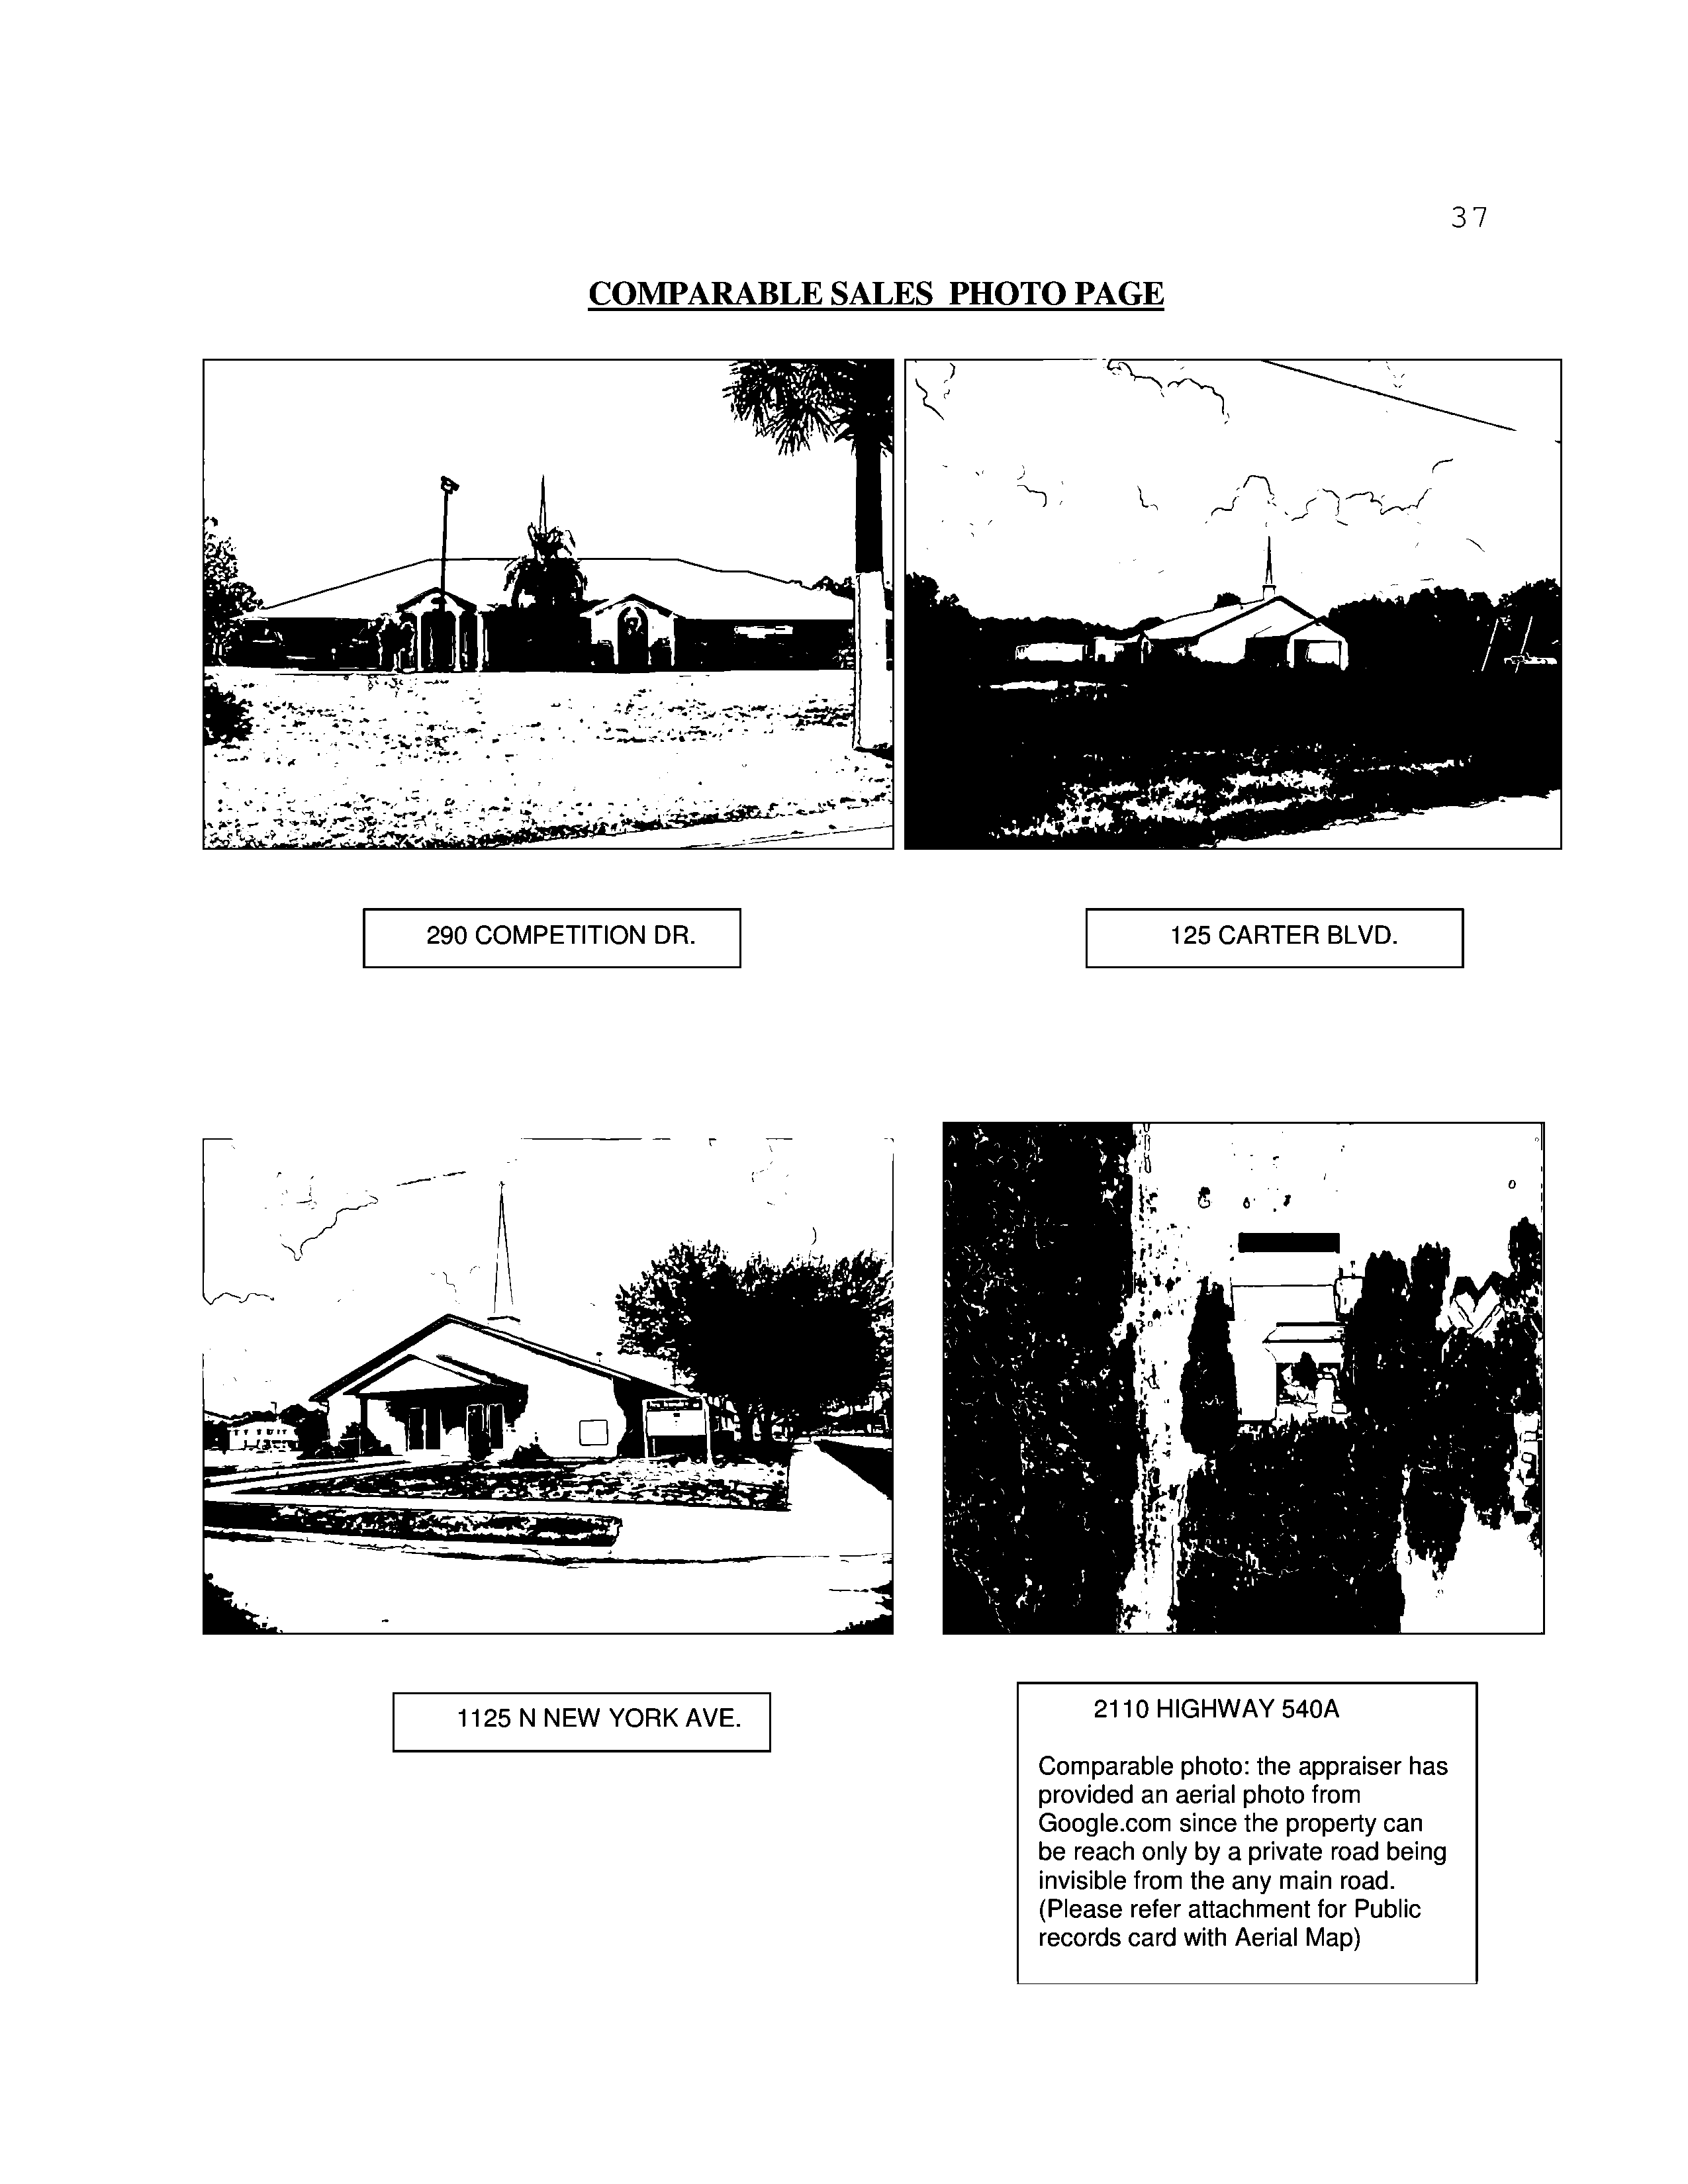 37
COMPARABLE SALES PHOTO PAGE
290 COMPETITION DR.
125 CARTER BLVD.
1125 N NEW YORK AVE.
2110 HIGHWAY 540A
Comparable photo: the appraiser has
provided an aerial photo from
Google.com since the property can
be reach only by a private road being
invisible from the any main road.
(Please refer attachment for Public
records card with Aerial Map)